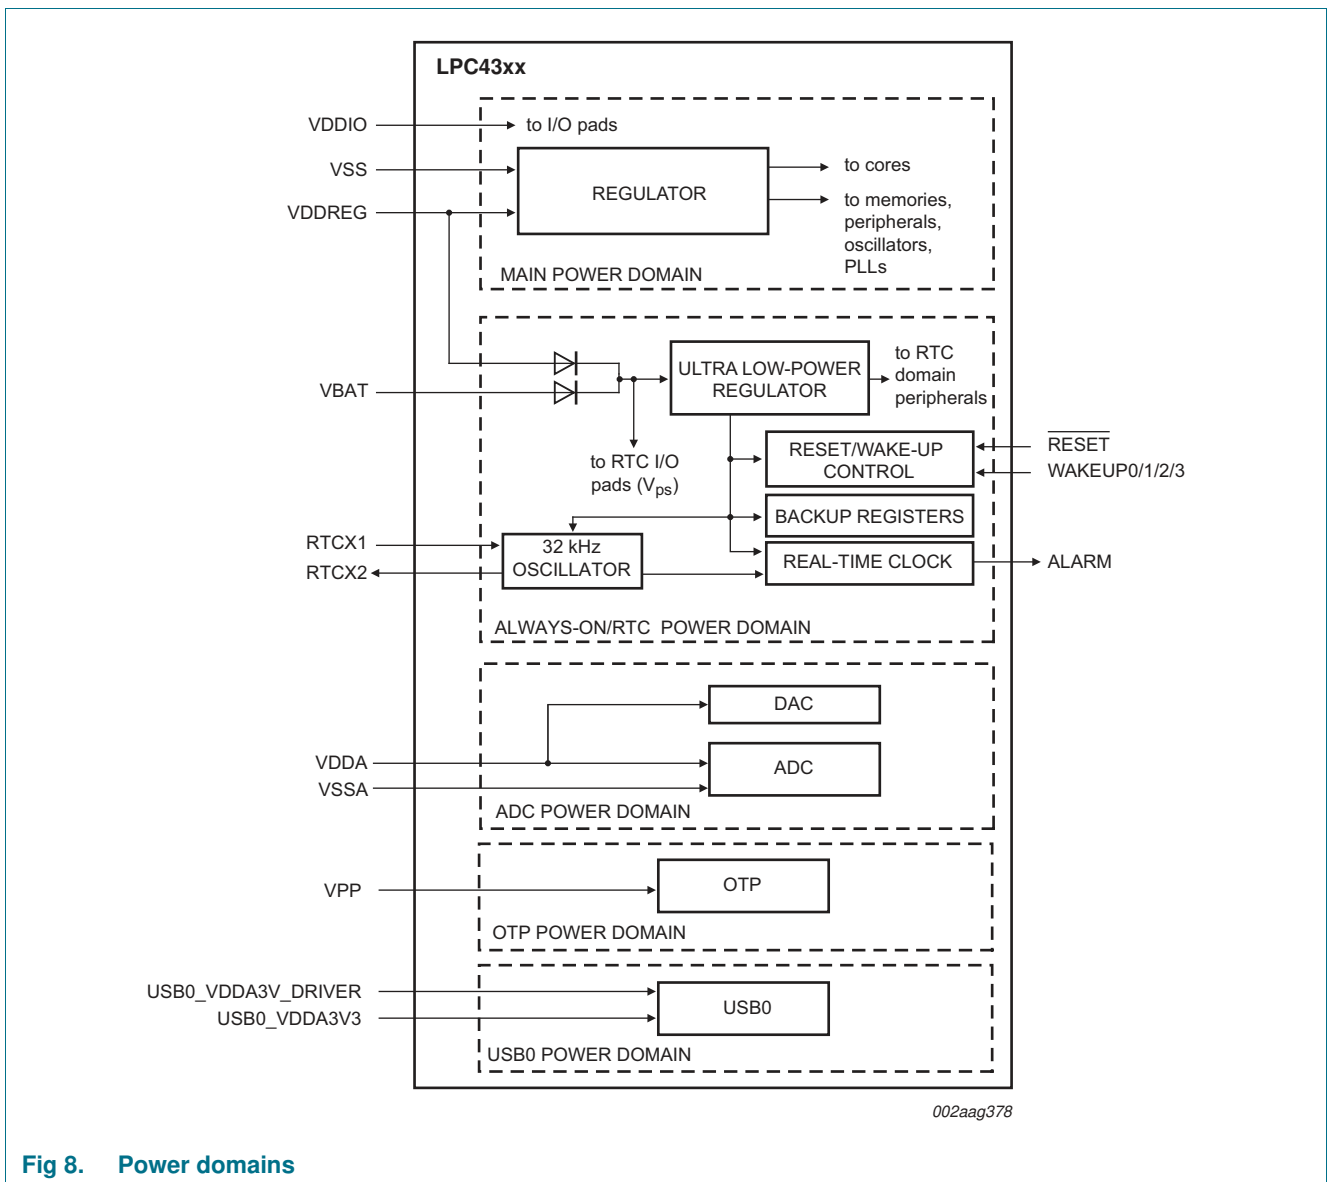 LPC43xx
VDDIO
to I/O pads
VSS
REGULATOR
to cores
VDDREG
to memories,
peripherals,
oscillators,
PLLs
MAIN POWER DOMAIN
VBAT
ULTRA LOW-POWER
REGULATOR
to RTC
domain
peripherals
to RTC I/O
pads (Vps)
RESET/WAKE-UP
CONTROL
RESET
WAKEUP0/1/2/3
BACKUP REGISTERS
RTCX1
RTCX2
32 kHz
OSCILLATOR
REAL-TIME CLOCK
ALARM
ALWAYS-ON/RTC POWER DOMAIN
DAC
VDDA
VSSA
ADC
ADC POWER DOMAIN
VPP
OTP
OTP POWER DOMAIN
USB0_VDDA3V_DRIVER
USB0_VDDA3V3
USB0
USB0 POWER DOMAIN
002aag378
Fig 8. Power domains